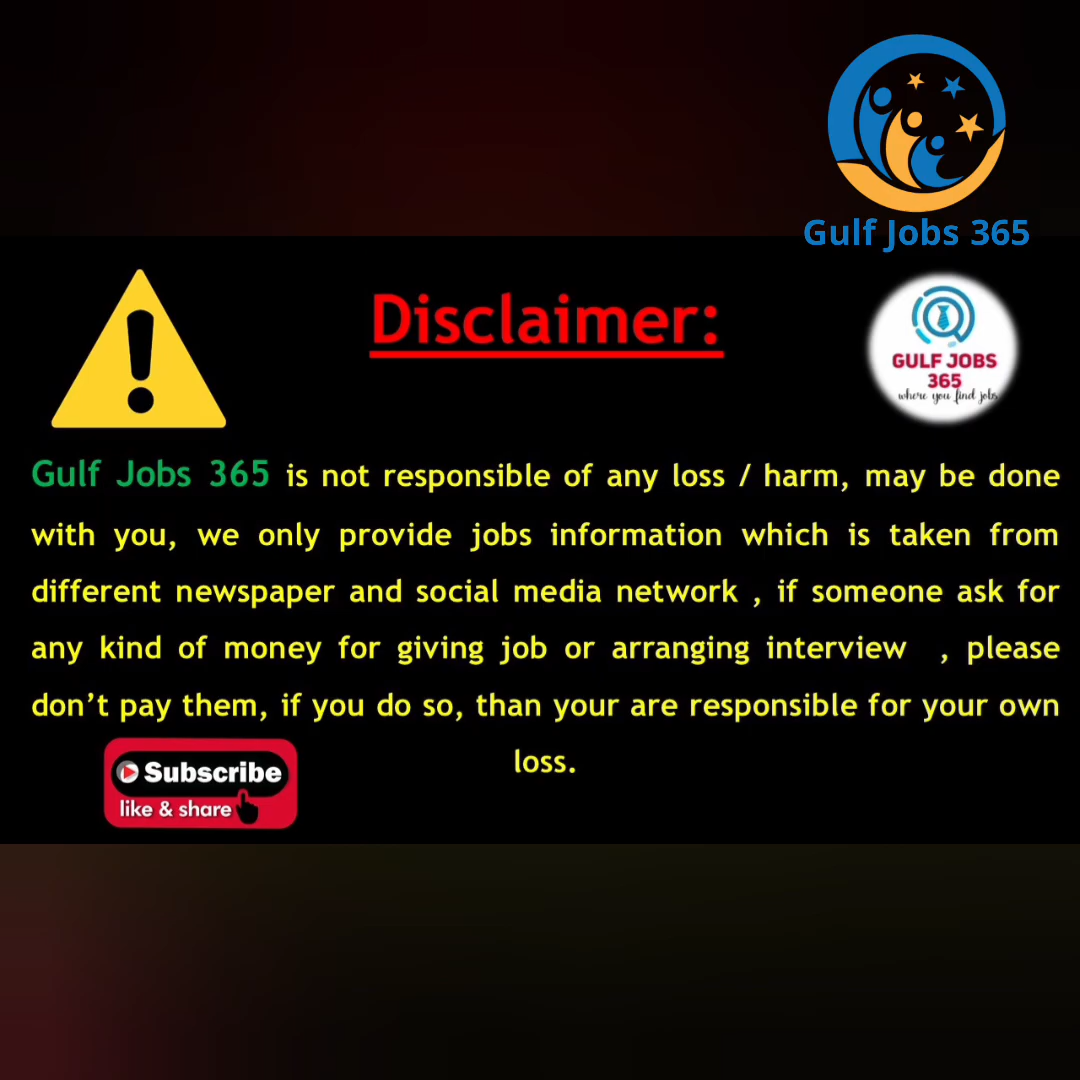 Gulf Jobs 365
Disclaimer:
GULF JOBS
365
where you find jobs
Gulf Jobs 365 is not responsible of any loss / harm, may be done
with you, we only provide jobs information which is taken from
different newspaper and social media network , if someone ask for
any kind of money for giving job or arranging interview , please
don’t pay them, if you do so, than your are responsible for your own
loss.
Subscribe
like & share